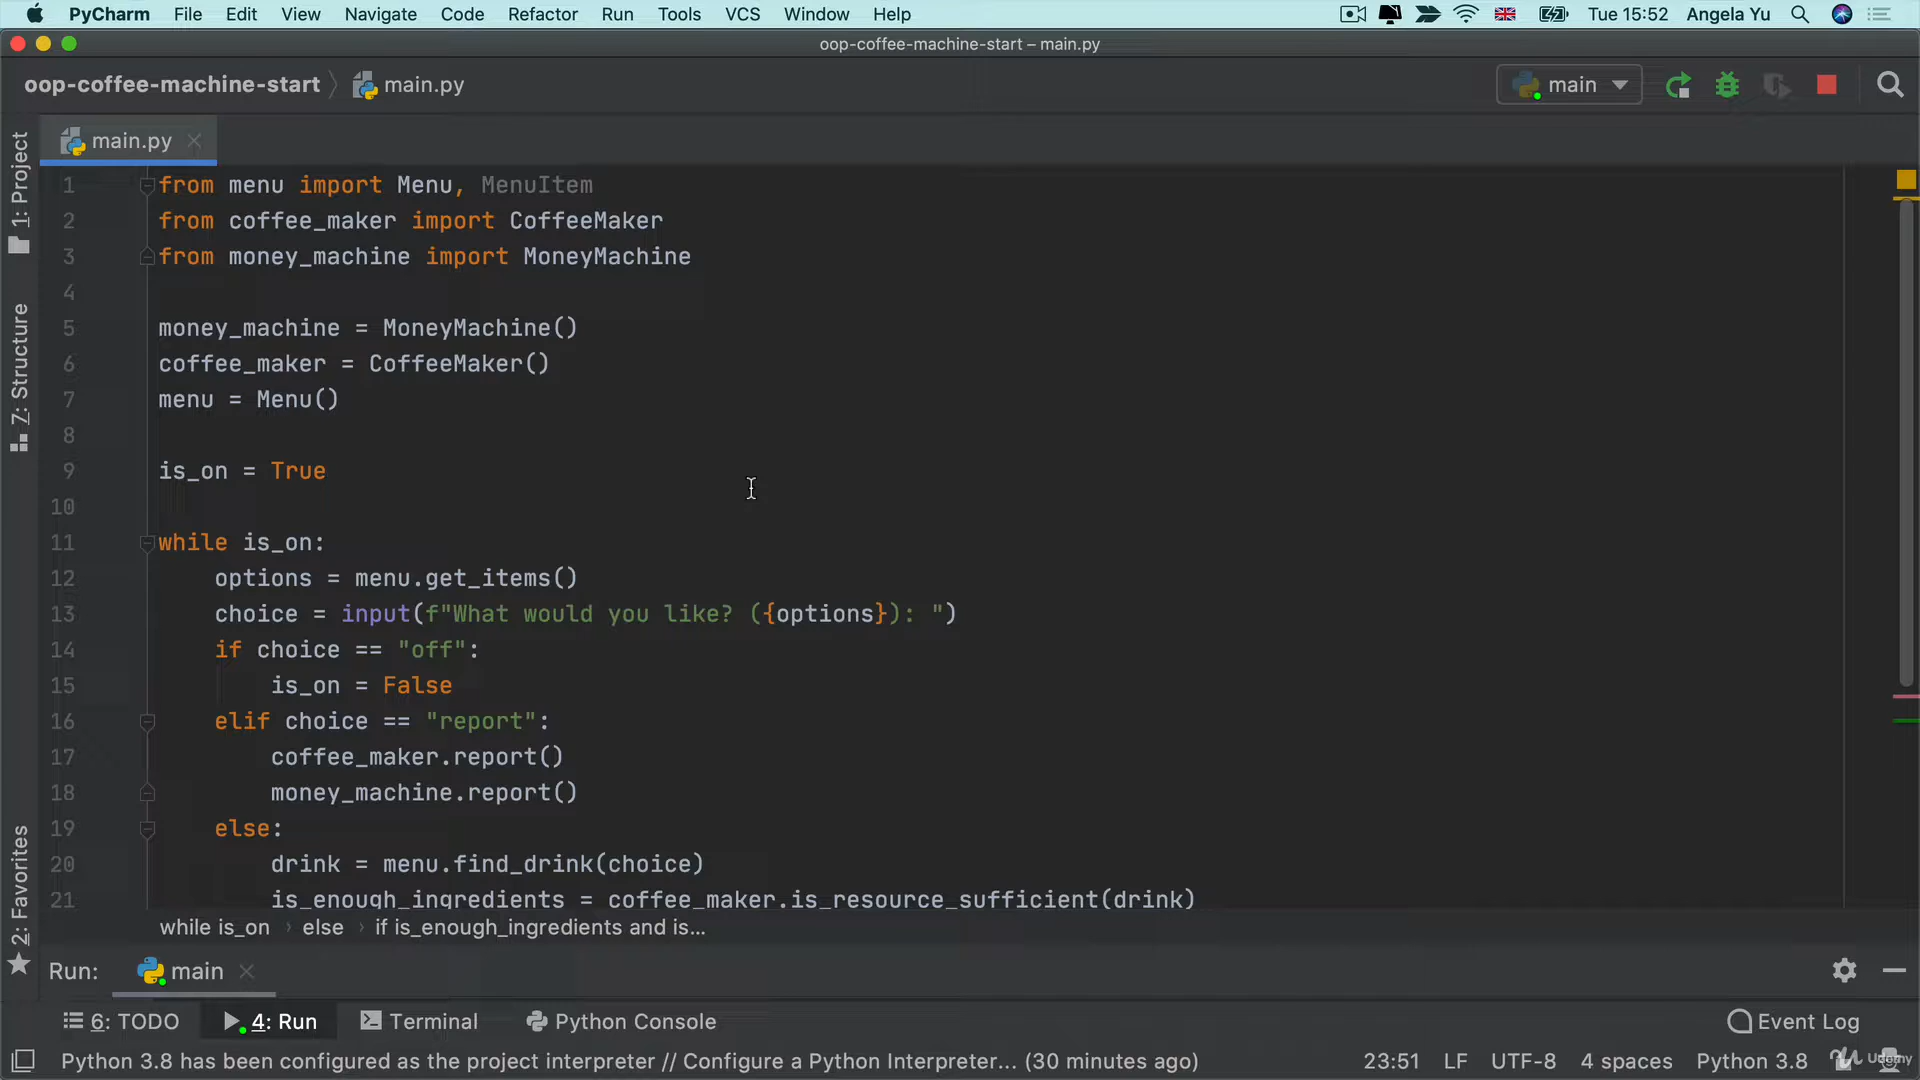 PyCharm File Edit View Navigate Code Refactor Run Tools VCS Window Help Tue 15:52 Angela Yu
oop-coffee-machine-start – main.py
oop-coffee-machine-start main.py main
main.py
1: Project
7: Structure
2: Favorites
1 from menu import Menu, MenuItem
2 from coffee_maker import CoffeeMaker
3 from money_machine import MoneyMachine
4
5 money_machine = MoneyMachine()
6 coffee_maker = CoffeeMaker()
7 menu = Menu()
8
9 is_on = True
10
11 while is_on:
12 options = menu.get_items()
13 choice = input(f"What would you like? ({options}): ")
14 if choice == "off":
15 is_on = False
16 elif choice == "report":
17 coffee_maker.report()
18 money_machine.report()
19 else:
20 drink = menu.find_drink(choice)
21 is_enough_ingredients = coffee_maker.is_resource_sufficient(drink)
while is_on › else › if is_enough_ingredients and is...
Run: main
6: TODO 4: Run Terminal Python Console Event Log
Python 3.8 has been configured as the project interpreter // Configure a Python Interpreter... (30 minutes ago) 23:51 LF UTF-8 4 spaces Python 3.8 Udemy